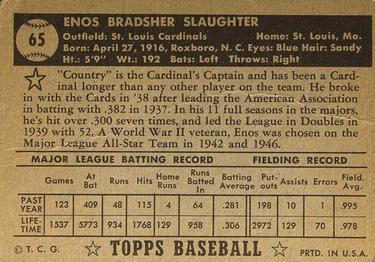 65
ENOS BRADSHER SLAUGHTER
Outfield: St. Louis Cardinals Home: St. Louis, Mo.
Born: April 27, 1916, Roxboro, N. C. Eyes: Blue Hair: Sandy
Ht.: 5'9" Wt.: 192 Bats: Left Throws: Right
"Country" is the Cardinal's Captain and has been a Card-
inal longer than any other player on the team. He broke
in with the Cards in '38 after leading the American Association
in batting with .382 in 1937. In his 11 full seasons in the majors,
he's hit over .300 seven times, and led the League in Doubles in
1939 with 52. A World War II veteran, Enos was chosen on the
Major League All-Star Team in 1942 and 1946.
MAJOR LEAGUE BATTING RECORD FIELDING RECORD
Games At Bat Runs Hits Home Runs Runs Batted In Batting Average Put-outs Assists Errors Field. Avg.
PAST YEAR 123 409 48 115 4 64 .281 198 10 1 .995
LIFE-TIME 1537 5773 934 1768 129 958 .306 2972 129 70 .978
© T. C. G. TOPPS BASEBALL PRTD. IN U.S.A.